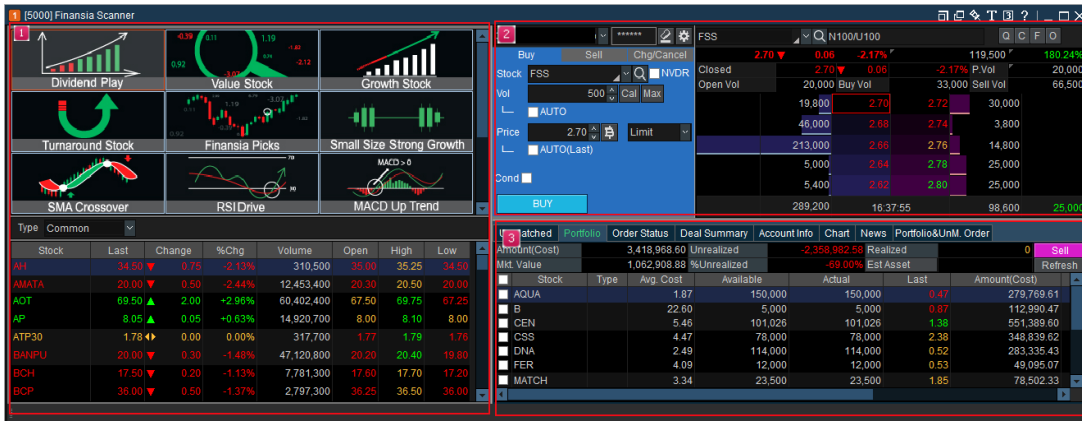 1 [5000] Finansia Scanner T 3 ?
1
Dividend Play Value Stock Growth Stock
Turnaround Stock Finansia Picks Small Size Strong Growth
MACD > 0
SMA Crossover RSI Drive MACD Up Trend
Type Common
Stock Last Change %Chg Volume Open High Low
AH 34.50 0.75 -2.13% 310,500 35.00 35.25 34.50
AMATA 20.00 0.50 -2.44% 12,453,400 20.30 20.50 20.00
AOT 69.50 2.00 +2.96% 60,402,400 67.50 69.75 67.25
AP 8.05 0.05 +0.63% 14,920,700 8.00 8.10 8.00
ATP30 1.78 0.00 0.00% 317,700 1.77 1.79 1.76
BANPU 20.00 0.30 -1.48% 47,120,800 20.20 20.40 19.80
BCH 17.50 0.20 -1.13% 7,781,300 17.60 17.70 17.20
BCP 36.00 0.50 -1.37% 2,797,300 36.25 36.50 36.00
2 ****** FSS N100/U100 Q C F O
Buy Sell Chg/Cancel
Stock FSS NVDR
Vol 500 Cal Max
AUTO
Price 2.70 Limit
AUTO(Last)
Cond
BUY
2.70 0.06 -2.17% 119,500 180.24%
Closed 2.70 0.06 -2.17% P.Vol 20,000
Open Vol 20,000 Buy Vol 33,000 Sell Vol 66,500
19,800 2.70 2.72 30,000
46,000 2.68 2.74 3,800
213,000 2.66 2.76 14,800
5,000 2.64 2.78 25,000
5,400 2.62 2.80 25,000
289,200 16:37:55 98,600 25,000
3
Portfolio Order Status Deal Summary Account Info Chart News Portfolio&UnM. Order
Amount(Cost) 3,418,968.60 Unrealized -2,358,982.58 Realized 0 Sell
Mkt. Value 1,062,908.88 %Unrealized -69.00% Est Asset Refresh
Stock Type Avg. Cost Available Actual Last Amount(Cost)
AQUA 1.87 150,000 150,000 0.47 279,769.61
B 22.60 5,000 5,000 0.87 112,990.47
CEN 5.46 101,026 101,026 1.38 551,389.60
CSS 4.47 78,000 78,000 2.38 348,839.62
DNA 2.49 114,000 114,000 0.52 283,335.43
FER 4.09 12,000 12,000 0.53 49,095.07
MATCH 3.34 23,500 23,500 1.85 78,502.33